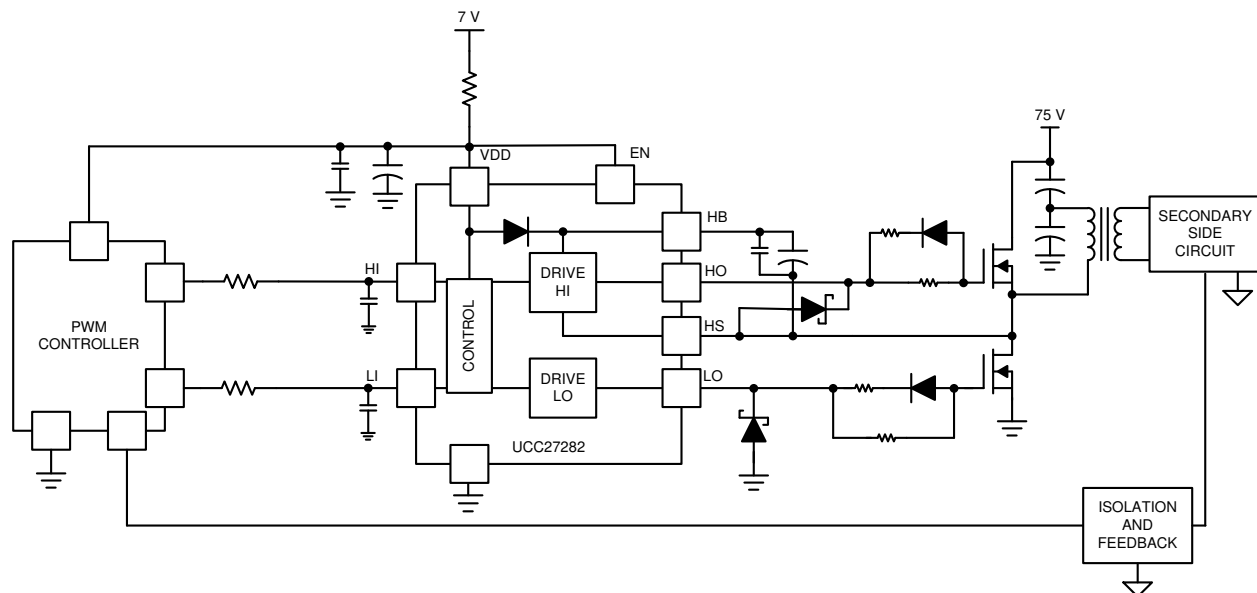 7 V
75 V
VDD
EN
HB
SECONDARY
SIDE
CIRCUIT
HI
DRIVE
HI
HO
PWM
CONTROLLER
CONTROL
HS
LI
DRIVE
LO
LO
UCC27282
ISOLATION
AND
FEEDBACK